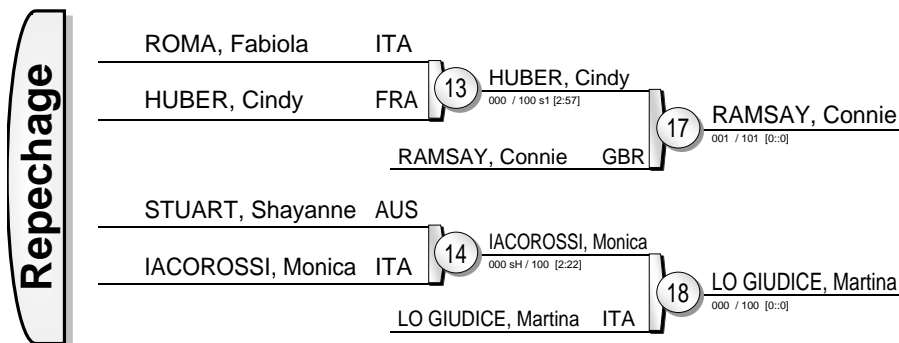 Repechage
ROMA, Fabiola ITA
HUBER, Cindy FRA
13
HUBER, Cindy
000 / 100 s1 [2:57]
RAMSAY, Connie GBR
17
RAMSAY, Connie
001 / 101 [0::0]
STUART, Shayanne AUS
IACOROSSI, Monica ITA
14
IACOROSSI, Monica
000 sH / 100 [2:22]
LO GIUDICE, Martina ITA
18
LO GIUDICE, Martina
000 / 100 [0::0]